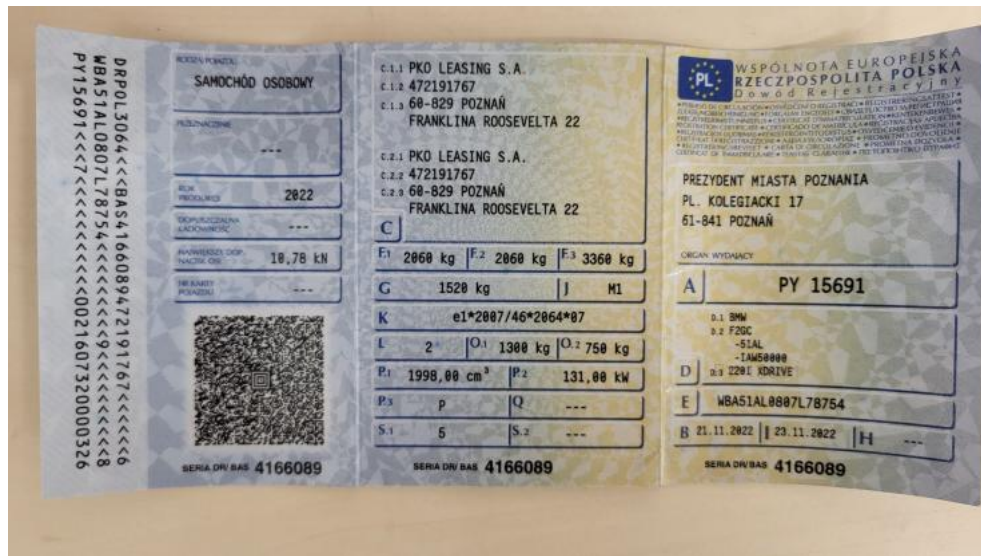 DRPOL3064<<BAS4166089472191767<<<<<6
WBA51AL0807L78754<<<<<<<9<<<<<<<<8
PY15691<<7<<<<<<<<<0021607320000326
RODZAJ POJAZDU
SAMOCHÓD OSOBOWY
PRZEZNACZENIE
---
ROK PRODUKCJI 2022
DOPUSZCZALNA ŁADOWNOŚĆ ---
NAJWIĘKSZY DOP. NACISK OSI 10,78 kN
NR KARTY POJAZDU ---
SERIA DR/ BAS 4166089
C.1.1 PKO LEASING S.A.
C.1.2 472191767
C.1.3 60-829 POZNAŃ
FRANKLINA ROOSEVELTA 22
C.2.1 PKO LEASING S.A.
C.2.2 472191767
C.2.3 60-829 POZNAŃ
FRANKLINA ROOSEVELTA 22
C
F.1 2060 kg F.2 2060 kg F.3 3360 kg
G 1520 kg J M1
K e1*2007/46*2064*07
L 2 O.1 1300 kg O.2 750 kg
P.1 1998,00 cm³ P.2 131,00 kW
P.3 P Q ---
S.1 5 S.2 ---
SERIA DR/ BAS 4166089
PL
WSPÓLNOTA EUROPEJSKA
RZECZPOSPOLITA POLSKA
Dowód Rejestracyjny
PREZYDENT MIASTA POZNANIA
PL. KOLEGIACKI 17
61-841 POZNAŃ
ORGAN WYDAJĄCY
A PY 15691
D.1 BMW
D.2 F2GC
-51AL
-IAW50000
D D.3 220I XDRIVE
E WBA51AL0807L78754
B 21.11.2022 I 23.11.2022 H ---
SERIA DR/ BAS 4166089